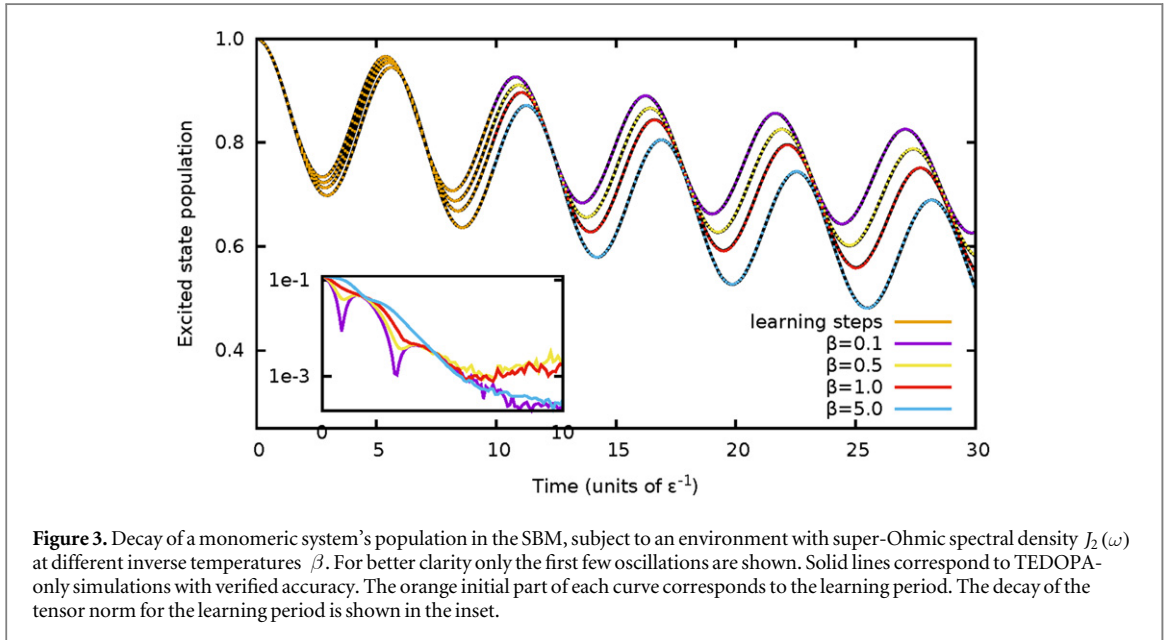 1.0
0.8
0.6
0.4
Excited state population
1e-1
1e-3
0 10
learning steps
β=0.1
β=0.5
β=1.0
β=5.0
0 5 10 15 20 25 30
Time (units of ε⁻¹)
Figure 3. Decay of a monomeric system's population in the SBM, subject to an environment with super-Ohmic spectral density J₂(ω)
at different inverse temperatures β. For better clarity only the first few oscillations are shown. Solid lines correspond to TEDOPA-
only simulations with verified accuracy. The orange initial part of each curve corresponds to the learning period. The decay of the
tensor norm for the learning period is shown in the inset.